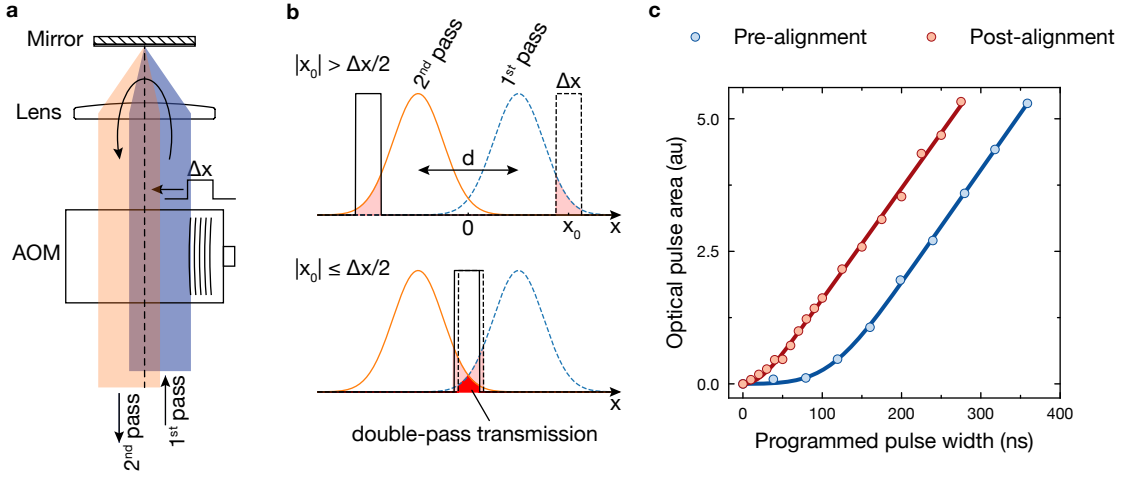 a
Mirror
Lens
Δx
AOM
2nd pass
1st pass
b
|x0| > Δx/2
2nd pass
1st pass
Δx
d
0
x0
x
|x0| ≤ Δx/2
x
double-pass transmission
c
Pre-alignment
Post-alignment
Optical pulse area (au)
5.0
2.5
0.0
0
100
200
300
400
Programmed pulse width (ns)